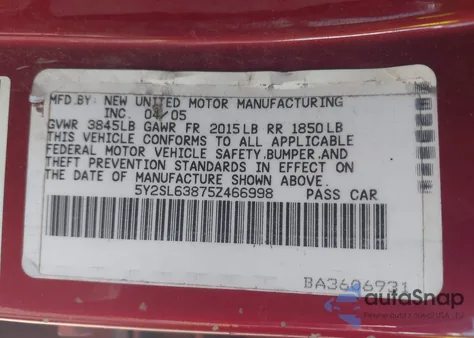 MFD.BY: NEW UNITED MOTOR MANUFACTURING
INC. 04/05
GVWR 3845LB GAWR FR 2015LB RR 1850LB
THIS VEHICLE CONFORMS TO ALL APPLICABLE
FEDERAL MOTOR VEHICLE SAFETY,BUMPER,AND
THEFT PREVENTION STANDARDS IN EFFECT ON
THE DATE OF MANUFACTURE SHOWN ABOVE.
5Y2SL63875Z466998 PASS CAR
BA3606731
autoSnap